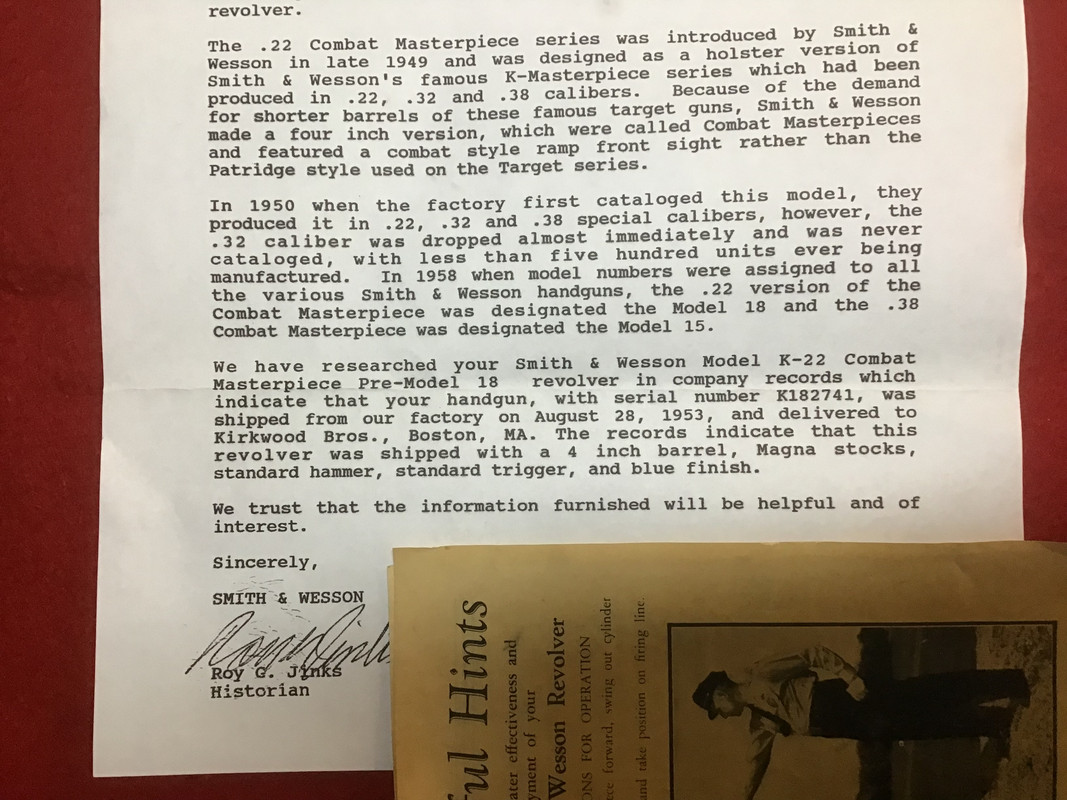 revolver.
The .22 Combat Masterpiece series was introduced by Smith &
Wesson in late 1949 and was designed as a holster version of
Smith & Wesson's famous K-Masterpiece series which had been
produced in .22, .32 and .38 calibers. Because of the demand
for shorter barrels of these famous target guns, Smith & Wesson
made a four inch version, which were called Combat Masterpieces
and featured a combat style ramp front sight rather than the
Patridge style used on the Target series.
In 1950 when the factory first cataloged this model, they
produced it in .22, .32 and .38 special calibers, however, the
.32 caliber was dropped almost immediately and was never
cataloged, with less than five hundred units ever being
manufactured. In 1958 when model numbers were assigned to all
the various Smith & Wesson handguns, the .22 version of the
Combat Masterpiece was designated the Model 18 and the .38
Combat Masterpiece was designated the Model 15.
We have researched your Smith & Wesson Model K-22 Combat
Masterpiece Pre-Model 18 revolver in company records which
indicate that your handgun, with serial number K182741, was
shipped from our factory on August 28, 1953, and delivered to
Kirkwood Bros., Boston, MA. The records indicate that this
revolver was shipped with a 4 inch barrel, Magna stocks,
standard hammer, standard trigger, and blue finish.
We trust that the information furnished will be helpful and of
interest.
Sincerely,
SMITH & WESSON
Roy G. Jinks
Roy G. Jinks
Historian
ful Hints
ater effectiveness and
yment of your
Wesson Revolver
ONS FOR OPERATION
ece forward, swing out cylinder
and take position on firing line.